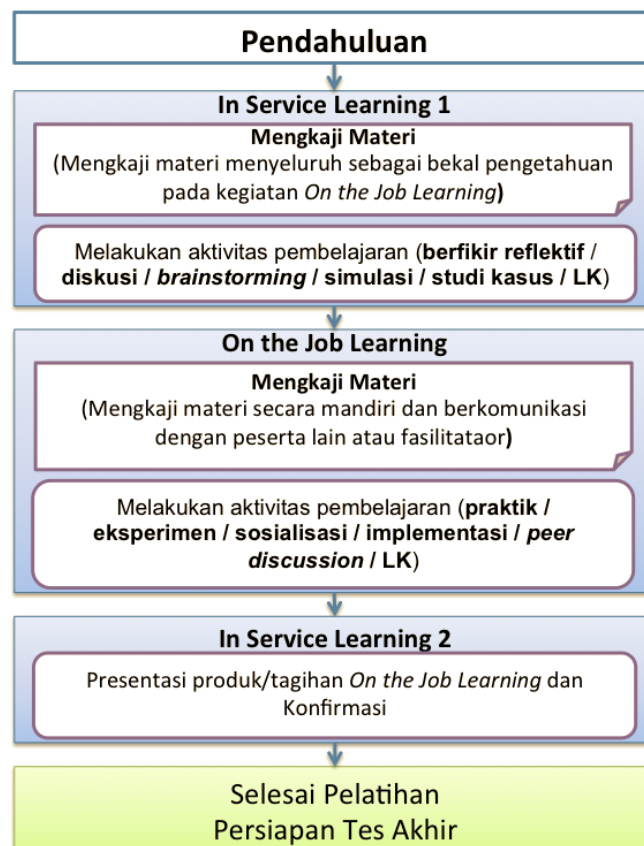 Pendahuluan
In Service Learning 1
Mengkaji Materi
(Mengkaji materi menyeluruh sebagai bekal pengetahuan
pada kegiatan On the Job Learning)
Melakukan aktivitas pembelajaran (berfikir reflektif /
diskusi / brainstorming / simulasi / studi kasus / LK)
On the Job Learning
Mengkaji Materi
(Mengkaji materi secara mandiri dan berkomunikasi
dengan peserta lain atau fasilitataor)
Melakukan aktivitas pembelajaran (praktik /
eksperimen / sosialisasi / implementasi / peer
discussion / LK)
In Service Learning 2
Presentasi produk/tagihan On the Job Learning dan
Konfirmasi
Selesai Pelatihan
Persiapan Tes Akhir